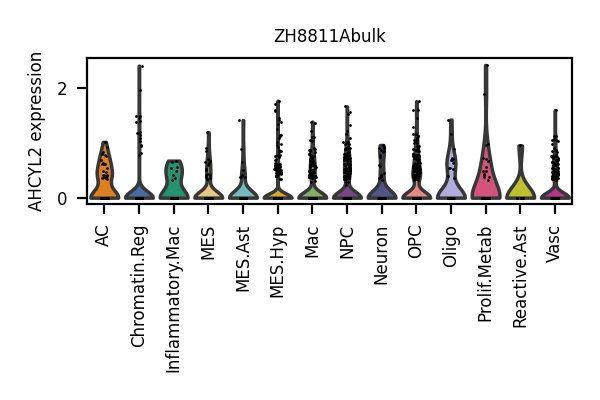 ZH8811Abulk
AHCYL2 expression
2
0
AC
Chromatin.Reg
Inflammatory.Mac
MES
MES.Ast
MES.Hyp
Mac
NPC
Neuron
OPC
Oligo
Prolif.Metab
Reactive.Ast
Vasc